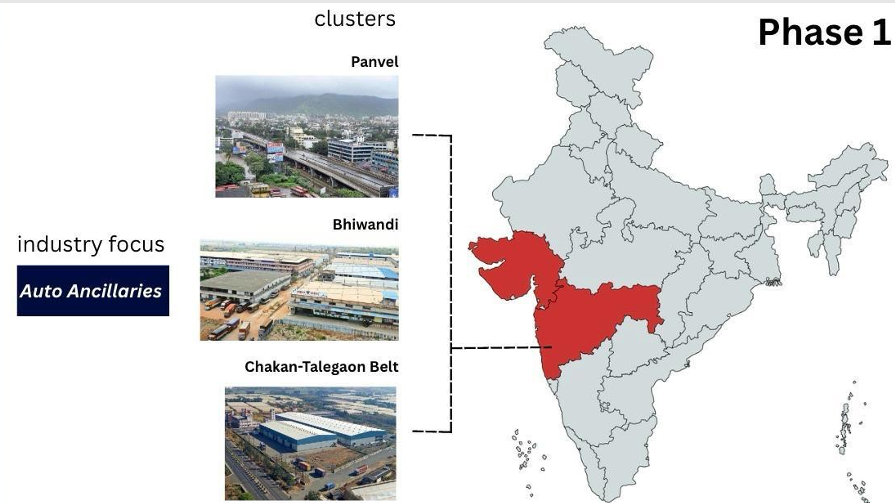 clusters
Phase 1
Panvel
Bhiwandi
industry focus
Auto Ancillaries
Chakan-Talegaon Belt